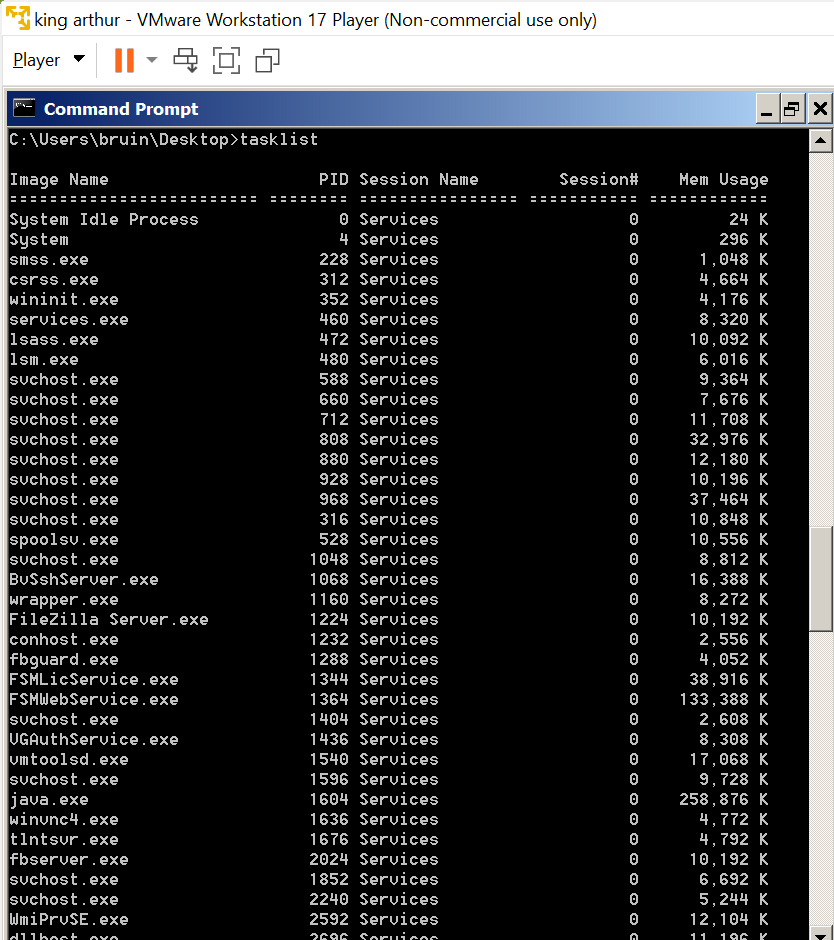 king arthur - VMware Workstation 17 Player (Non-commercial use only)
Player
Command Prompt
C:\Users\bruin\Desktop>tasklist
Image Name                     PID Session Name        Session#    Mem Usage
========================= ======== ================ =========== ============
System Idle Process              0 Services                   0         24 K
System                           4 Services                   0        296 K
smss.exe                       228 Services                   0      1,048 K
csrss.exe                      312 Services                   0      4,664 K
wininit.exe                    352 Services                   0      4,176 K
services.exe                   460 Services                   0      8,320 K
lsass.exe                      472 Services                   0     10,092 K
lsm.exe                        480 Services                   0      6,016 K
svchost.exe                    588 Services                   0      9,364 K
svchost.exe                    660 Services                   0      7,676 K
svchost.exe                    712 Services                   0     11,708 K
svchost.exe                    808 Services                   0     32,976 K
svchost.exe                    880 Services                   0     12,180 K
svchost.exe                    928 Services                   0     10,196 K
svchost.exe                    968 Services                   0     37,464 K
svchost.exe                    316 Services                   0     10,848 K
spoolsv.exe                    528 Services                   0     10,556 K
svchost.exe                   1048 Services                   0      8,812 K
BvSshServer.exe               1068 Services                   0     16,388 K
wrapper.exe                   1160 Services                   0      8,272 K
FileZilla Server.exe          1224 Services                   0     10,192 K
conhost.exe                   1232 Services                   0      2,556 K
fbguard.exe                   1288 Services                   0      4,052 K
FSMLicService.exe             1344 Services                   0     38,916 K
FSMWebService.exe             1364 Services                   0    133,388 K
svchost.exe                   1404 Services                   0      2,608 K
VGAuthService.exe             1436 Services                   0      8,308 K
vmtoolsd.exe                  1540 Services                   0     17,068 K
svchost.exe                   1596 Services                   0      9,728 K
java.exe                      1604 Services                   0    258,876 K
winvnc4.exe                   1636 Services                   0      4,772 K
tlntsvr.exe                   1676 Services                   0      4,792 K
fbserver.exe                  2024 Services                   0     10,192 K
svchost.exe                   1852 Services                   0      6,692 K
svchost.exe                   2240 Services                   0      5,244 K
WmiPrvSE.exe                  2592 Services                   0     12,104 K
dllhost.exe                   2696 Services                   0     11,196 K